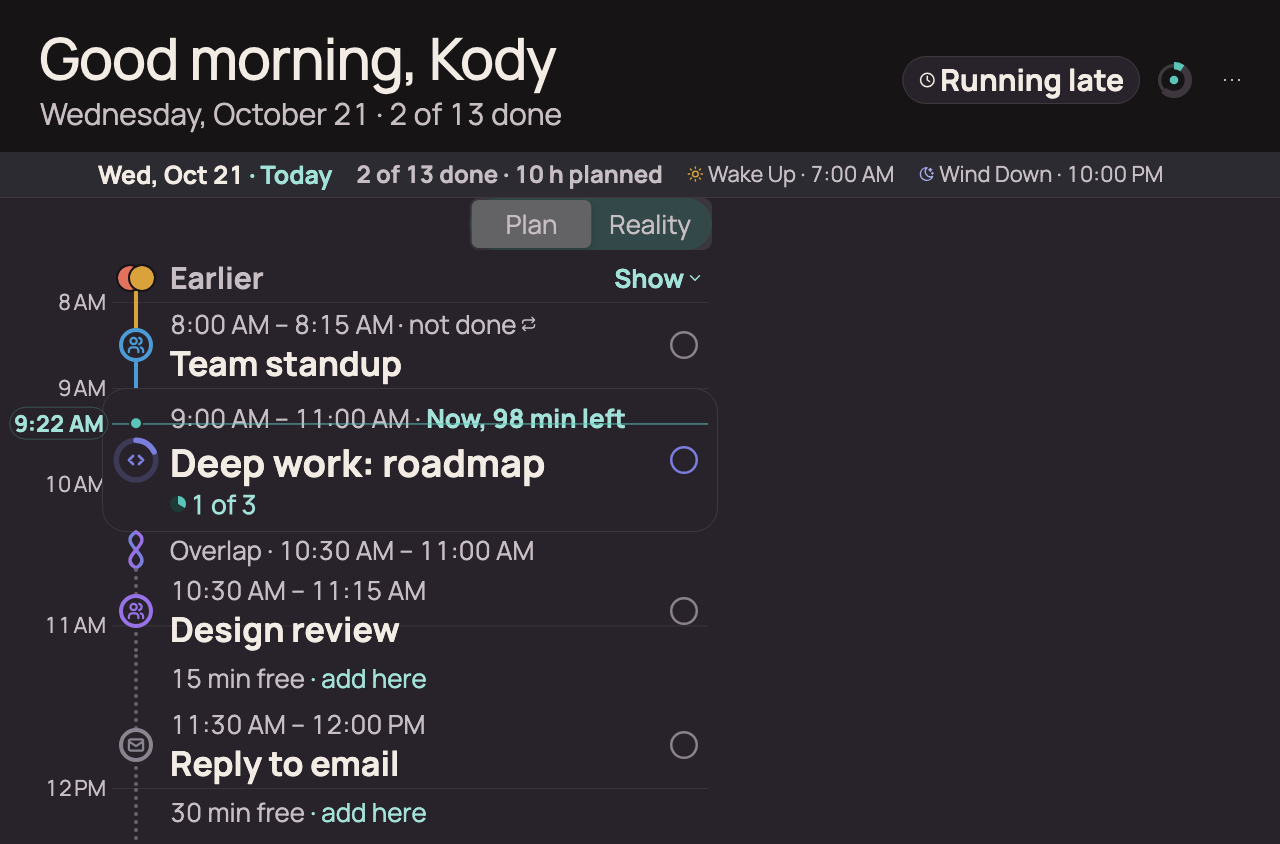 Good morning, Kody
Wednesday, October 21 · 2 of 13 done
Running late
Wed, Oct 21 · Today 2 of 13 done · 10 h planned Wake Up · 7:00 AM Wind Down · 10:00 PM
Plan Reality
Earlier Show
8 AM
8:00 AM – 8:15 AM · not done
Team standup
9 AM
9:00 AM – 11:00 AM · Now, 98 min left
9:22 AM
Deep work: roadmap
10 AM
1 of 3
Overlap · 10:30 AM – 11:00 AM
10:30 AM – 11:15 AM
11 AM
Design review
15 min free · add here
11:30 AM – 12:00 PM
Reply to email
12 PM
30 min free · add here